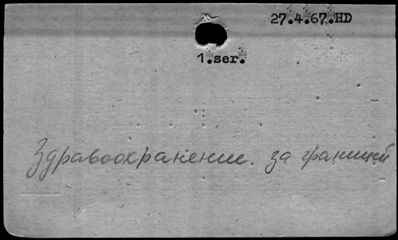 27.4.67.HD
1.ser.
Здравоохранение. за границей